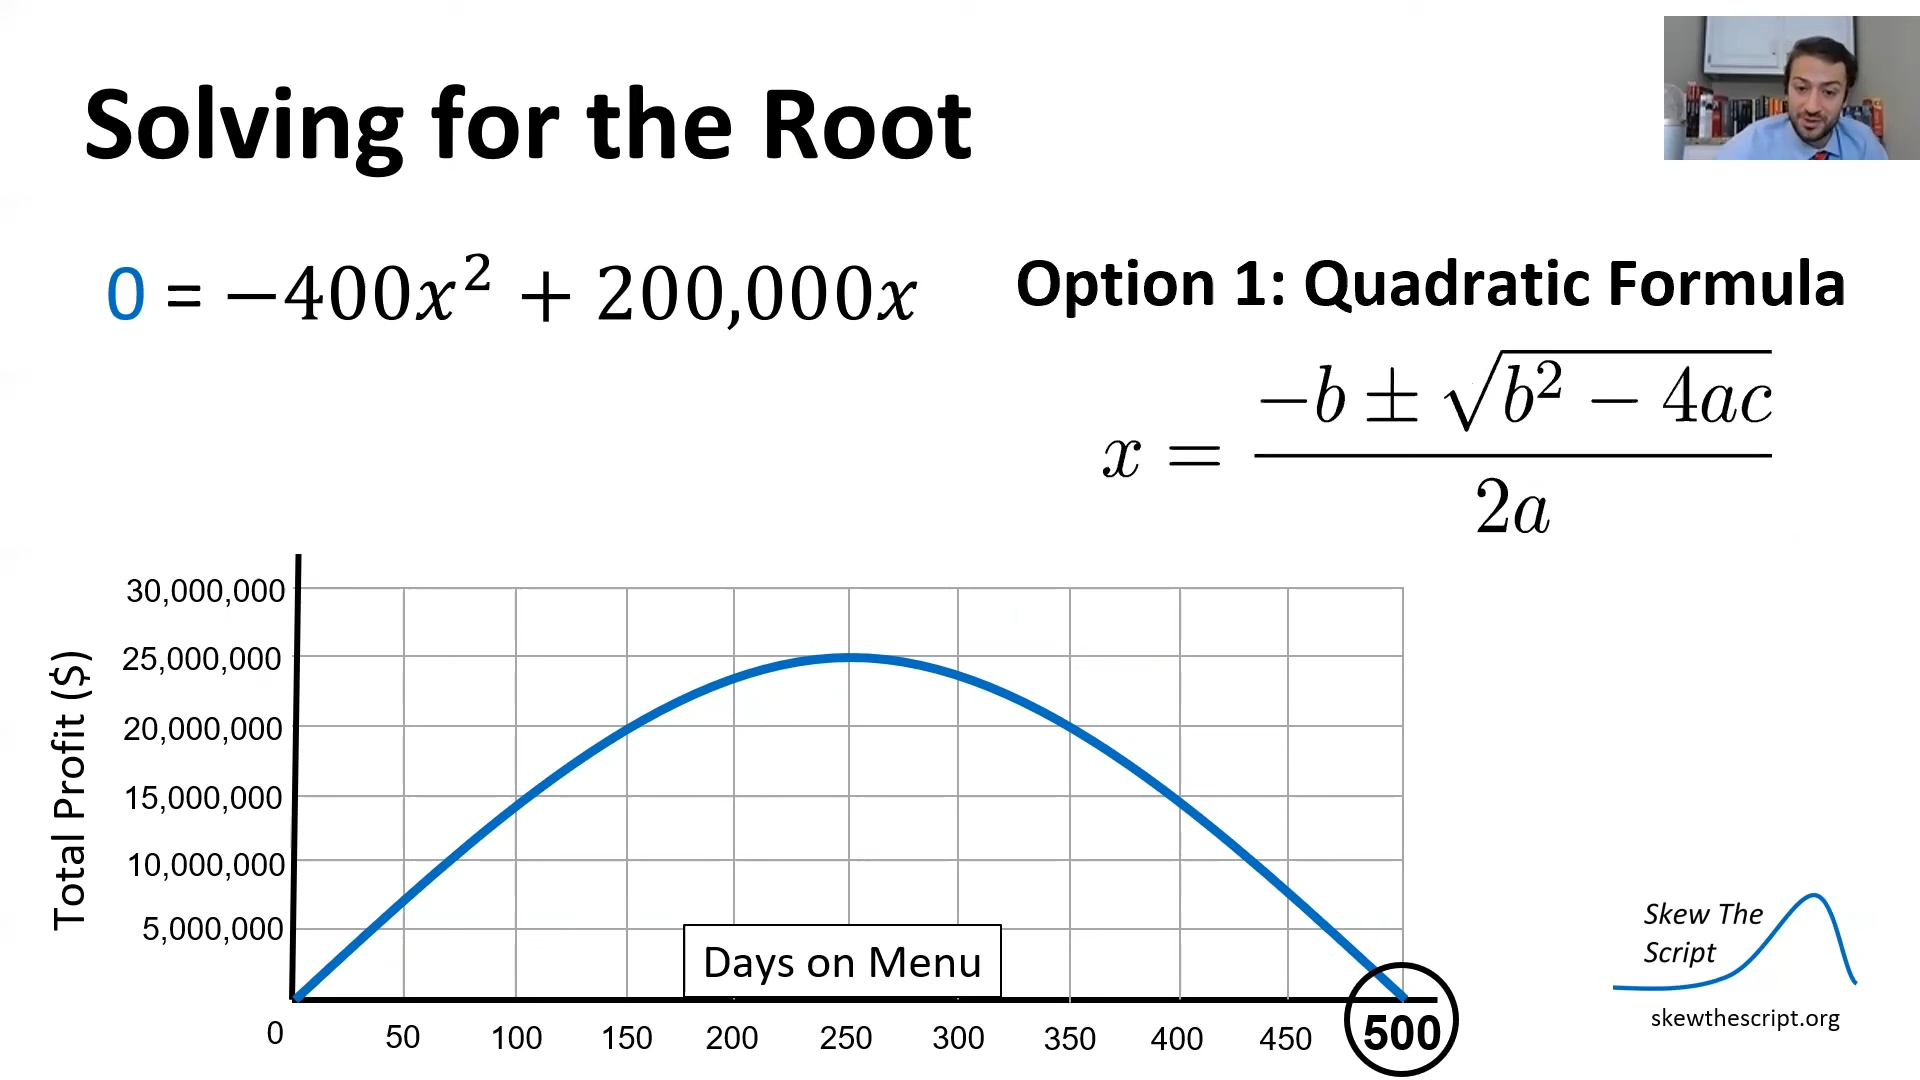 Solving for the Root
0 = −400x² + 200,000x
Option 1: Quadratic Formula
x = (−b ± √(b² − 4ac)) / 2a
Total Profit ($)
30,000,000
25,000,000
20,000,000
15,000,000
10,000,000
5,000,000
Days on Menu
0 50 100 150 200 250 300 350 400 450 500
Skew The
Script
skewthescript.org